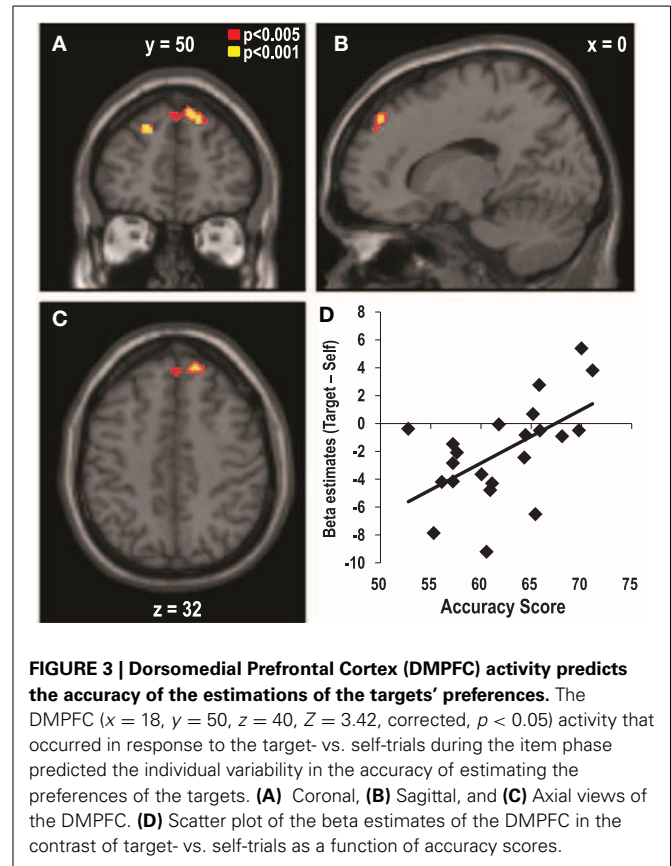 A
y = 50
p<0.005
p<0.001
B
x = 0
C
z = 32
D
8
6
4
2
0
-2
-4
-6
-8
-10
Beta estimates (Target – Self)
50 55 60 65 70 75
Accuracy Score
FIGURE 3 | Dorsomedial Prefrontal Cortex (DMPFC) activity predicts
the accuracy of the estimations of the targets' preferences. The
DMPFC (x = 18, y = 50, z = 40, Z = 3.42, corrected, p < 0.05) activity that
occurred in response to the target- vs. self-trials during the item phase
predicted the individual variability in the accuracy of estimating the
preferences of the targets. (A) Coronal, (B) Sagittal, and (C) Axial views of
the DMPFC. (D) Scatter plot of the beta estimates of the DMPFC in the
contrast of target- vs. self-trials as a function of accuracy scores.